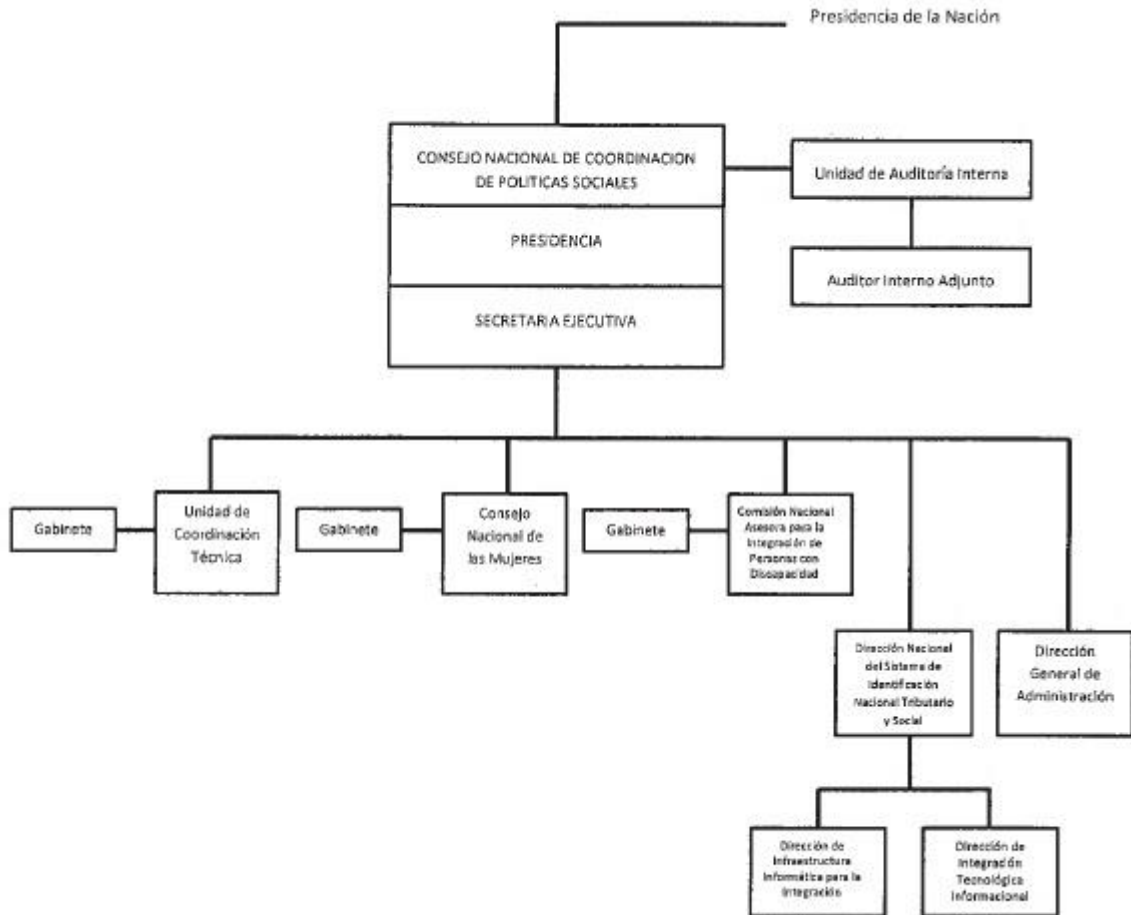 Presidencia de la Nación
CONSEJO NACIONAL DE COORDINACION
DE POLITICAS SOCIALES
Unidad de Auditoría Interna
PRESIDENCIA
Auditor Interno Adjunto
SECRETARIA EJECUTIVA
Gabinete
Unidad de
Coordinación
Técnica
Gabinete
Consejo
Nacional de
las Mujeres
Gabinete
Comisión Nacional
Asesora para la
Integración de
Personas con
Discapacidad
Dirección Nacional
del Sistema de
Identificación
Nacional Tributario
y Social
Dirección
General de
Administración
Dirección de
Infraestructura
Informática para la
Integración
Dirección de
Integración
Tecnológica
Informacional